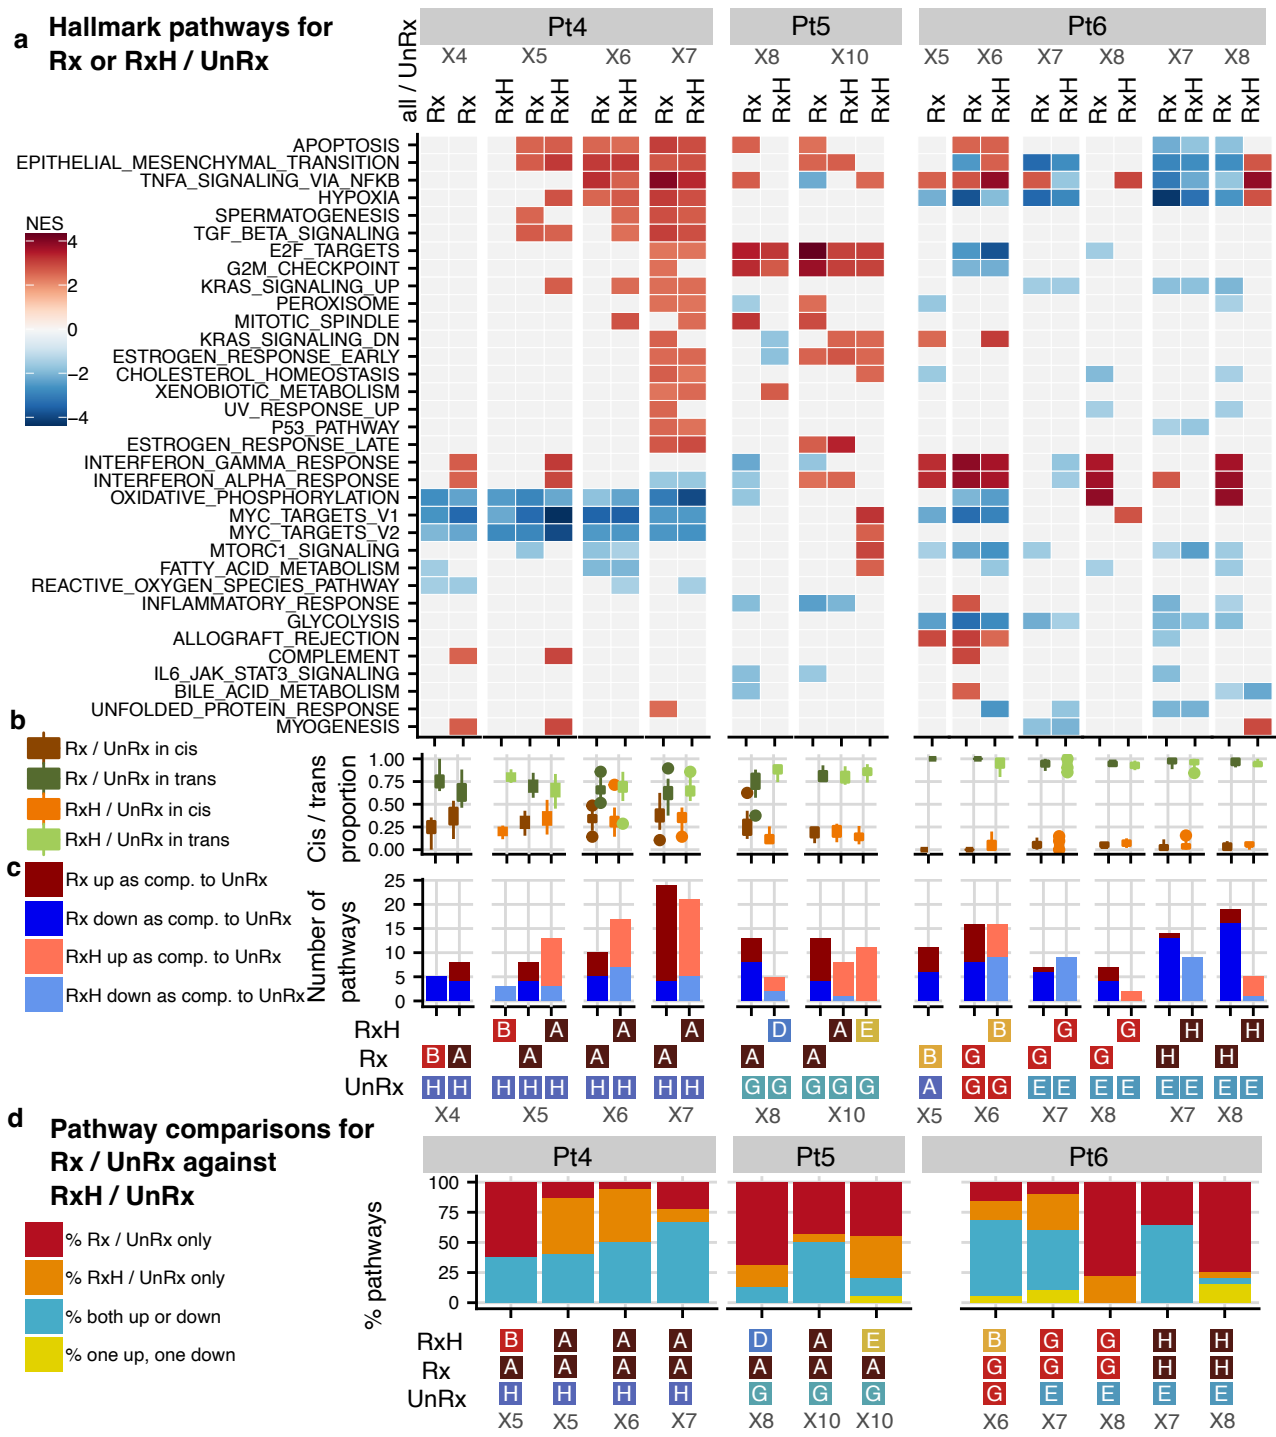 a Hallmark pathways for
Rx or RxH / UnRx
all / UnRx
Pt4 Pt5 Pt6
X4 X5 X6 X7 X8 X10 X5 X6 X7 X8 X7 X8
Rx Rx RxH Rx RxH Rx RxH Rx RxH Rx RxH Rx RxH RxH Rx Rx RxH Rx RxH Rx RxH Rx RxH Rx RxH
APOPTOSIS
EPITHELIAL_MESENCHYMAL_TRANSITION
TNFA_SIGNALING_VIA_NFKB
HYPOXIA
SPERMATOGENESIS
TGF_BETA_SIGNALING
E2F_TARGETS
G2M_CHECKPOINT
KRAS_SIGNALING_UP
PEROXISOME
MITOTIC_SPINDLE
KRAS_SIGNALING_DN
ESTROGEN_RESPONSE_EARLY
CHOLESTEROL_HOMEOSTASIS
XENOBIOTIC_METABOLISM
UV_RESPONSE_UP
P53_PATHWAY
ESTROGEN_RESPONSE_LATE
INTERFERON_GAMMA_RESPONSE
INTERFERON_ALPHA_RESPONSE
OXIDATIVE_PHOSPHORYLATION
MYC_TARGETS_V1
MYC_TARGETS_V2
MTORC1_SIGNALING
FATTY_ACID_METABOLISM
REACTIVE_OXYGEN_SPECIES_PATHWAY
INFLAMMATORY_RESPONSE
GLYCOLYSIS
ALLOGRAFT_REJECTION
COMPLEMENT
IL6_JAK_STAT3_SIGNALING
BILE_ACID_METABOLISM
UNFOLDED_PROTEIN_RESPONSE
MYOGENESIS
NES
4
2
0
−2
−4
b
Rx / UnRx in cis
Rx / UnRx in trans
RxH / UnRx in cis
RxH / UnRx in trans
Cis / trans
proportion
1.00
0.75
0.50
0.25
0.00
c
Rx up as comp. to UnRx
Rx down as comp. to UnRx
RxH up as comp. to UnRx
RxH down as comp. to UnRx
Number of
pathways
25
20
15
10
5
0
RxH B A A A D A E B G G H H
Rx B A A A A A A B G G G H H
UnRx H H H H H H H H H G G G G G A G G E E E E E E E E
X4 X5 X6 X7 X8 X10 X5 X6 X7 X8 X7 X8
d Pathway comparisons for
Rx / UnRx against
RxH / UnRx
% Rx / UnRx only
% RxH / UnRx only
% both up or down
% one up, one down
Pt4 Pt5 Pt6
% pathways
100
75
50
25
0
RxH B A A A D A E B G G H H
Rx A A A A A A A G G G H H
UnRx H H H H G G G G E E E E
X5 X5 X6 X7 X8 X10 X10 X6 X7 X8 X7 X8